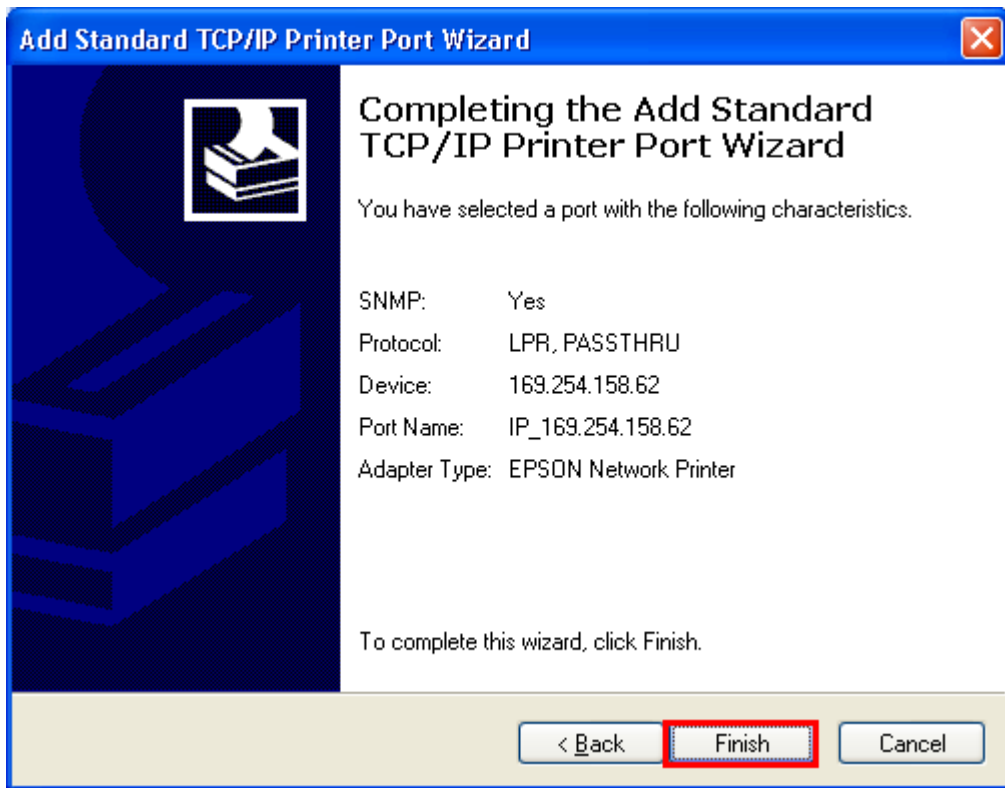 Add Standard TCP/IP Printer Port Wizard
Completing the Add Standard
TCP/IP Printer Port Wizard
You have selected a port with the following characteristics.
SNMP: Yes
Protocol: LPR, PASSTHRU
Device: 169.254.158.62
Port Name: IP_169.254.158.62
Adapter Type: EPSON Network Printer
To complete this wizard, click Finish.
< Back Finish Cancel